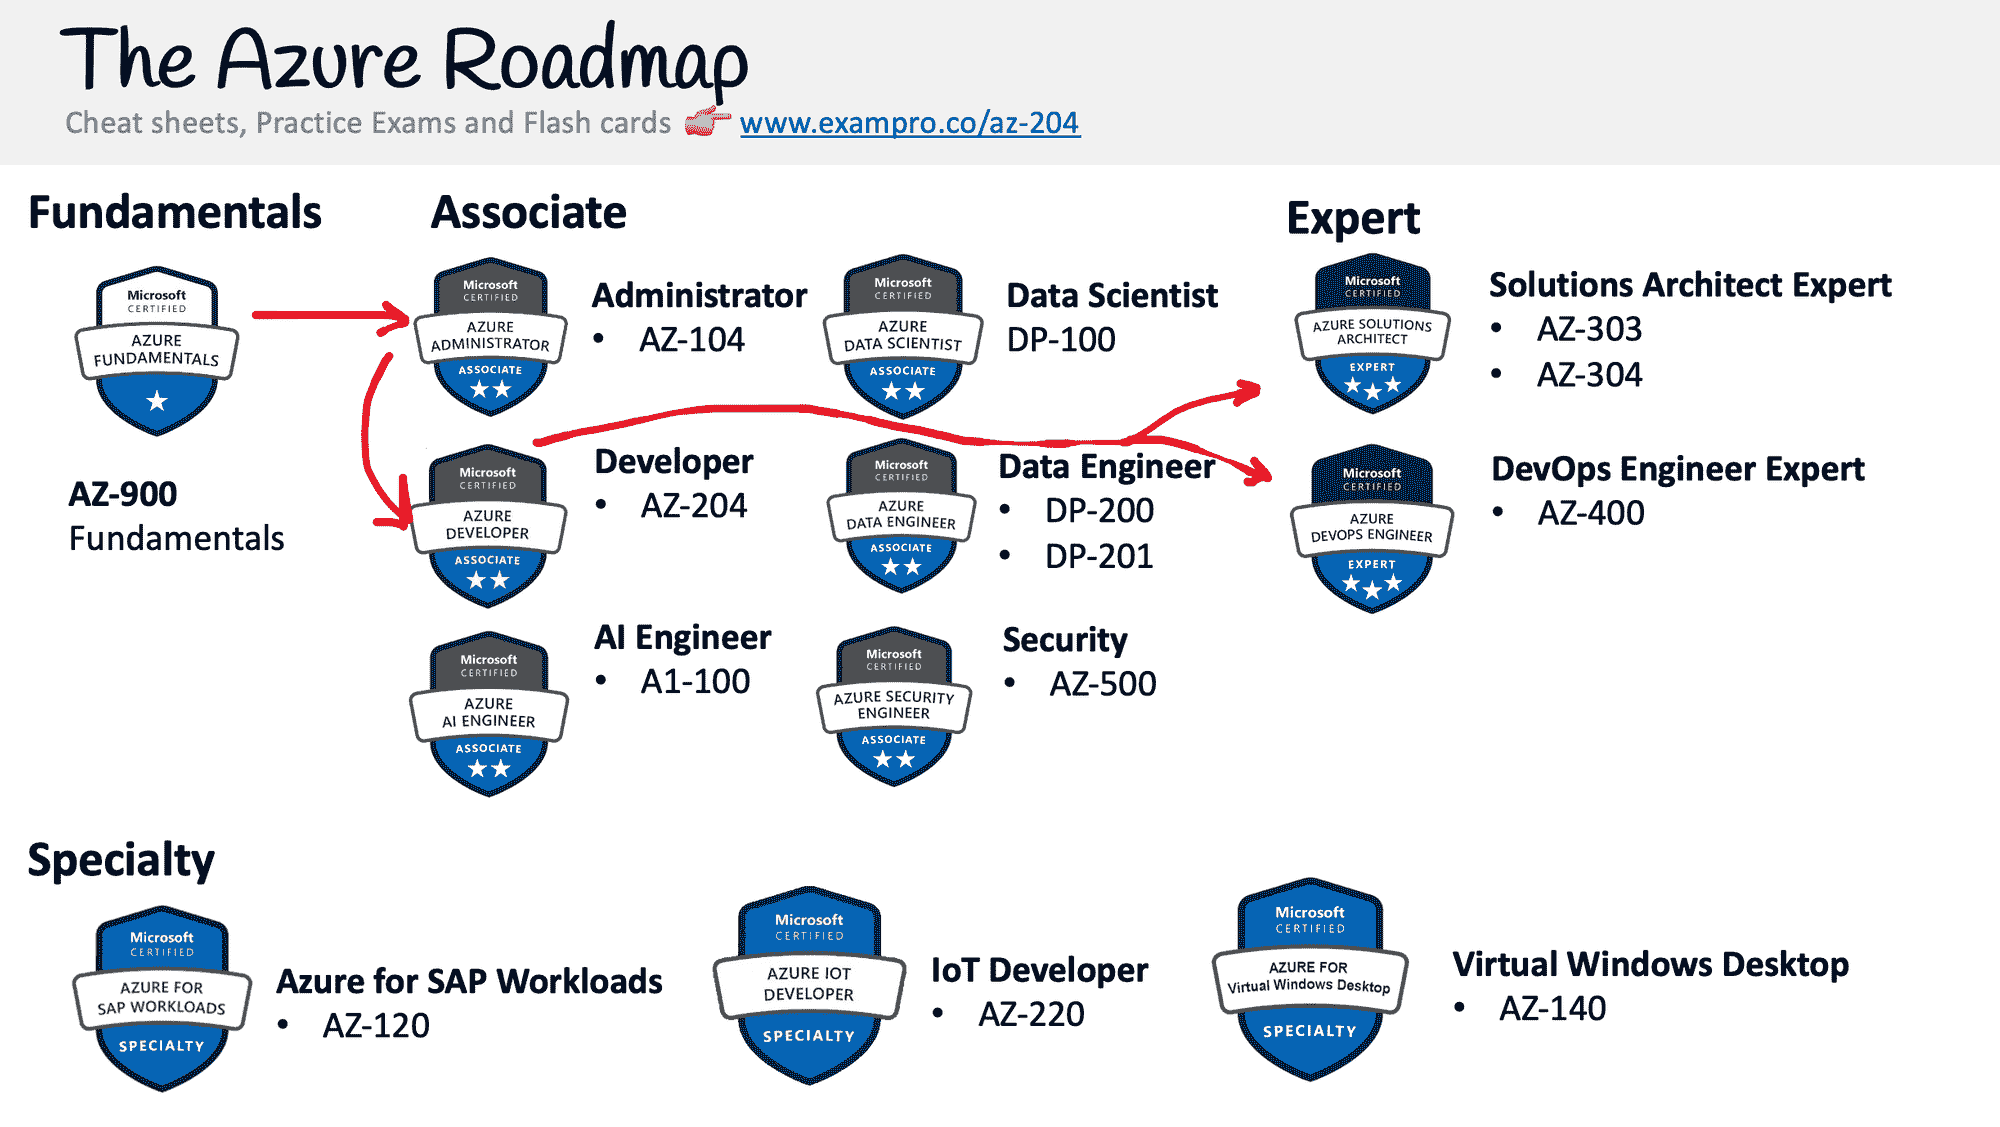 The Azure Roadmap
Cheat sheets, Practice Exams and Flash cards www.exampro.co/az-204
Fundamentals
Microsoft
CERTIFIED
AZURE
FUNDAMENTALS
AZ-900
Fundamentals
Associate
Microsoft
CERTIFIED
AZURE
ADMINISTRATOR
ASSOCIATE
Administrator
• AZ-104
Microsoft
CERTIFIED
AZURE
DATA SCIENTIST
ASSOCIATE
Data Scientist
DP-100
Microsoft
CERTIFIED
AZURE
DEVELOPER
ASSOCIATE
Developer
• AZ-204
Microsoft
CERTIFIED
AZURE
DATA ENGINEER
ASSOCIATE
Data Engineer
• DP-200
• DP-201
Microsoft
CERTIFIED
AZURE
AI ENGINEER
ASSOCIATE
AI Engineer
• A1-100
Microsoft
CERTIFIED
AZURE SECURITY
ENGINEER
ASSOCIATE
Security
• AZ-500
Expert
Microsoft
CERTIFIED
AZURE SOLUTIONS
ARCHITECT
EXPERT
Solutions Architect Expert
• AZ-303
• AZ-304
Microsoft
CERTIFIED
AZURE
DEVOPS ENGINEER
EXPERT
DevOps Engineer Expert
• AZ-400
Specialty
Microsoft
CERTIFIED
AZURE FOR
SAP WORKLOADS
SPECIALTY
Azure for SAP Workloads
• AZ-120
Microsoft
CERTIFIED
AZURE IOT
DEVELOPER
SPECIALTY
IoT Developer
• AZ-220
Microsoft
CERTIFIED
AZURE FOR
Virtual Windows Desktop
SPECIALTY
Virtual Windows Desktop
• AZ-140